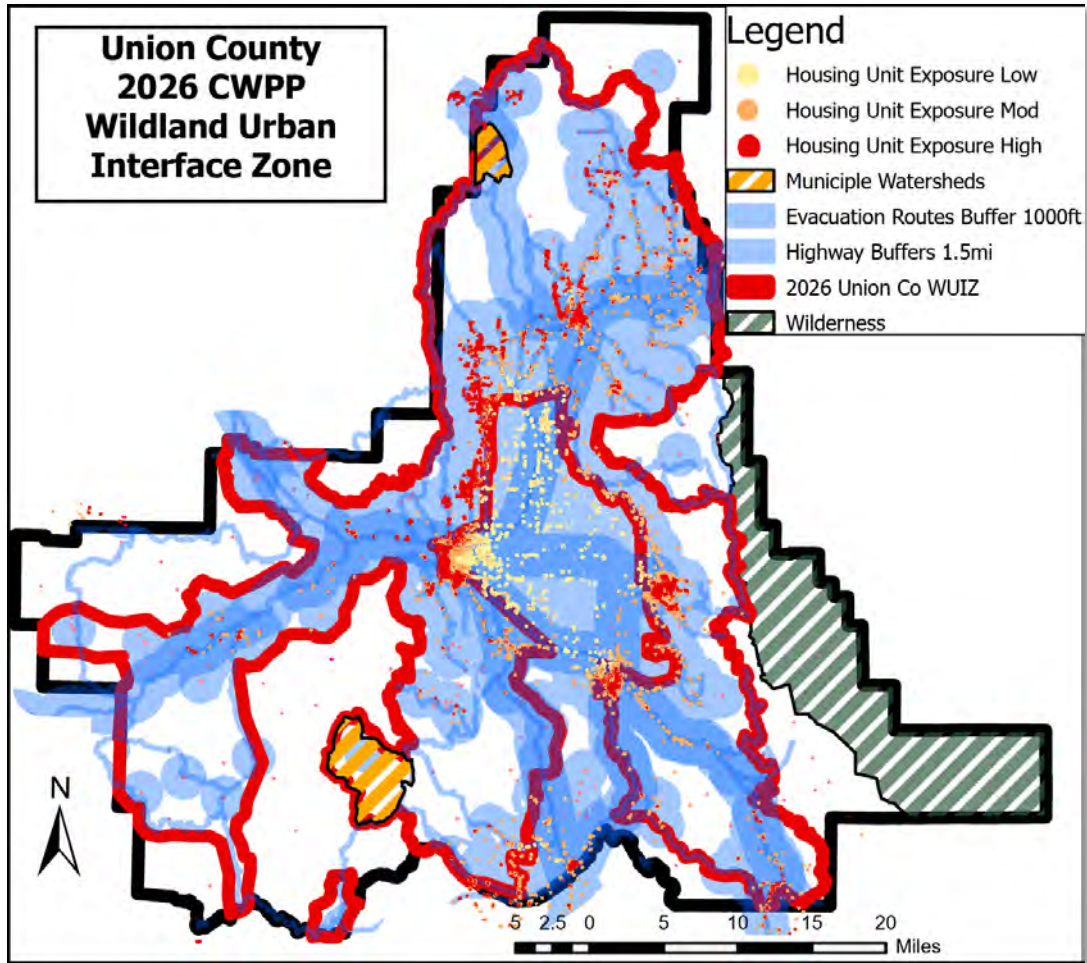 Union County
2026 CWPP
Wildland Urban
Interface Zone
Legend
Housing Unit Exposure Low
Housing Unit Exposure Mod
Housing Unit Exposure High
Municiple Watersheds
Evacuation Routes Buffer 1000ft
Highway Buffers 1.5mi
2026 Union Co WUIZ
Wilderness
N
5 2.5 0 5 10 15 20
Miles